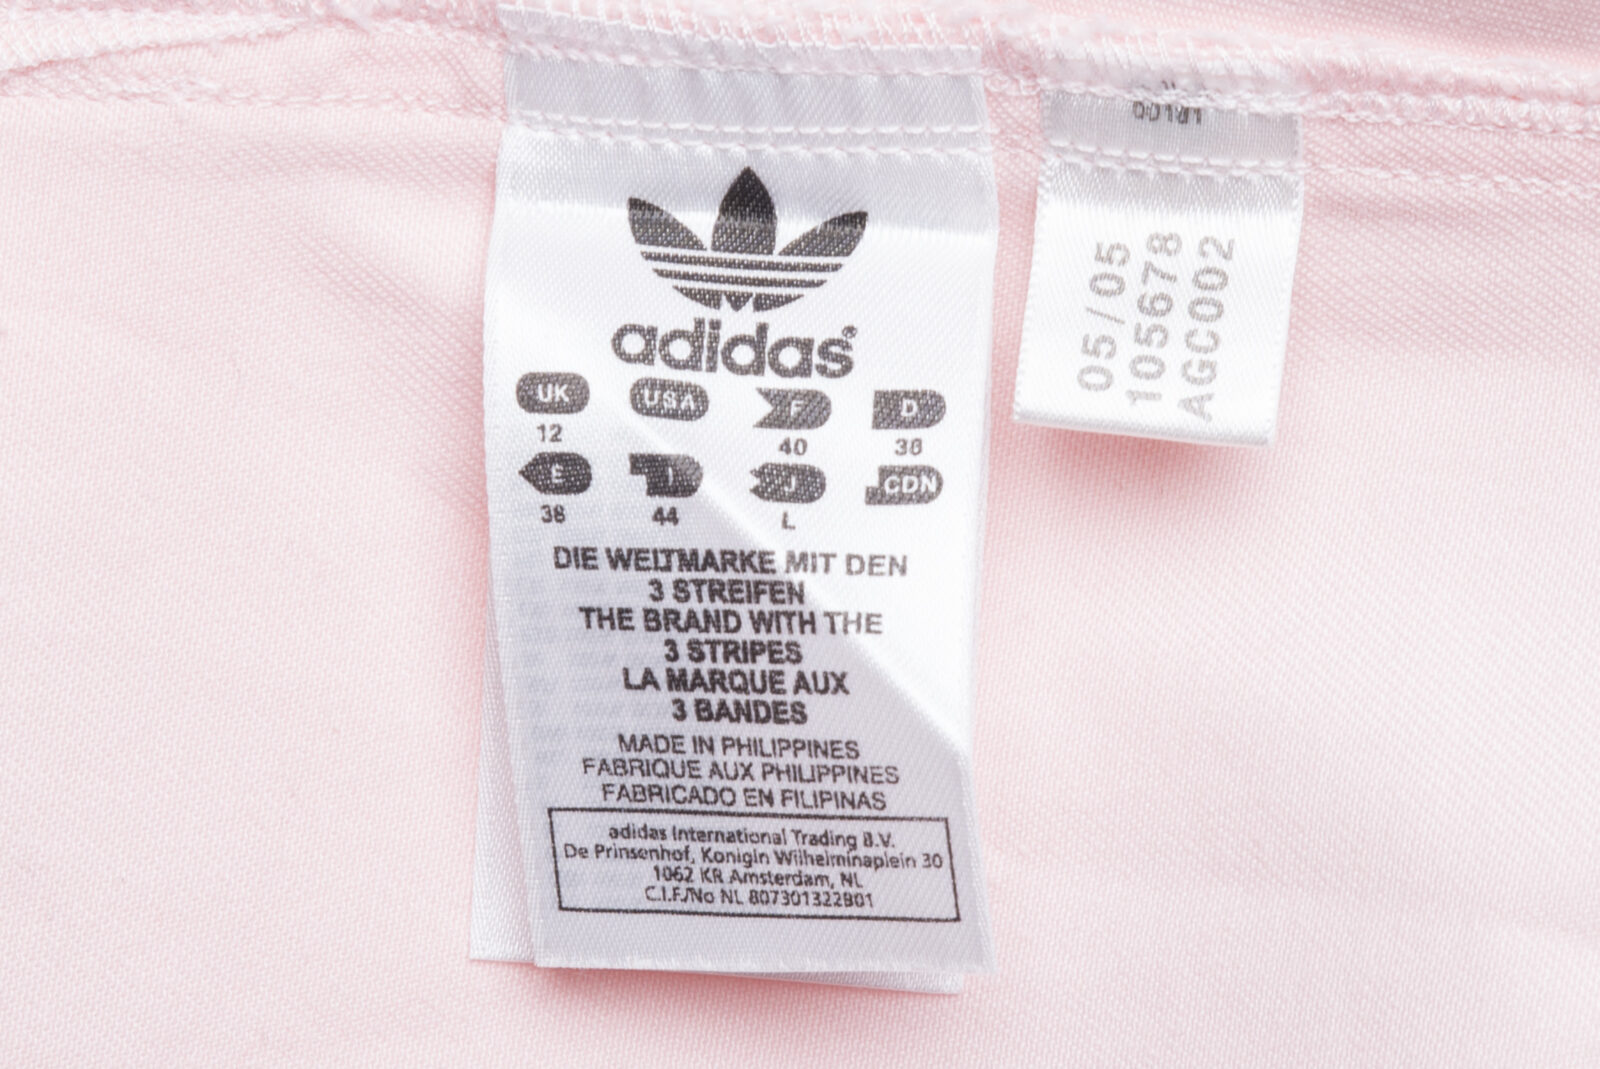 adidas®
UK USA F D
12 40 38
E I J CDN
38 44 L
DIE WELTMARKE MIT DEN
3 STREIFEN
THE BRAND WITH THE
3 STRIPES
LA MARQUE AUX
3 BANDES
MADE IN PHILIPPINES
FABRIQUE AUX PHILIPPINES
FABRICADO EN FILIPINAS
adidas International Trading B.V.
De Prinsenhof, Konigin Wilhelminaplein 30
1062 KR Amsterdam, NL
C.I.F./No NL 807301322B01
05/05
105678
AGC002